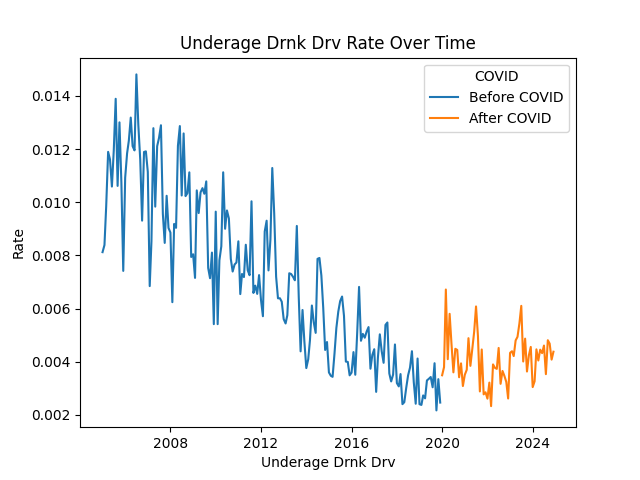 Underage Drnk Drv Rate Over Time
COVID
Before COVID
After COVID
0.014
0.012
0.010
0.008
0.006
0.004
0.002
Rate
2008
2012
2016
2020
2024
Underage Drnk Drv